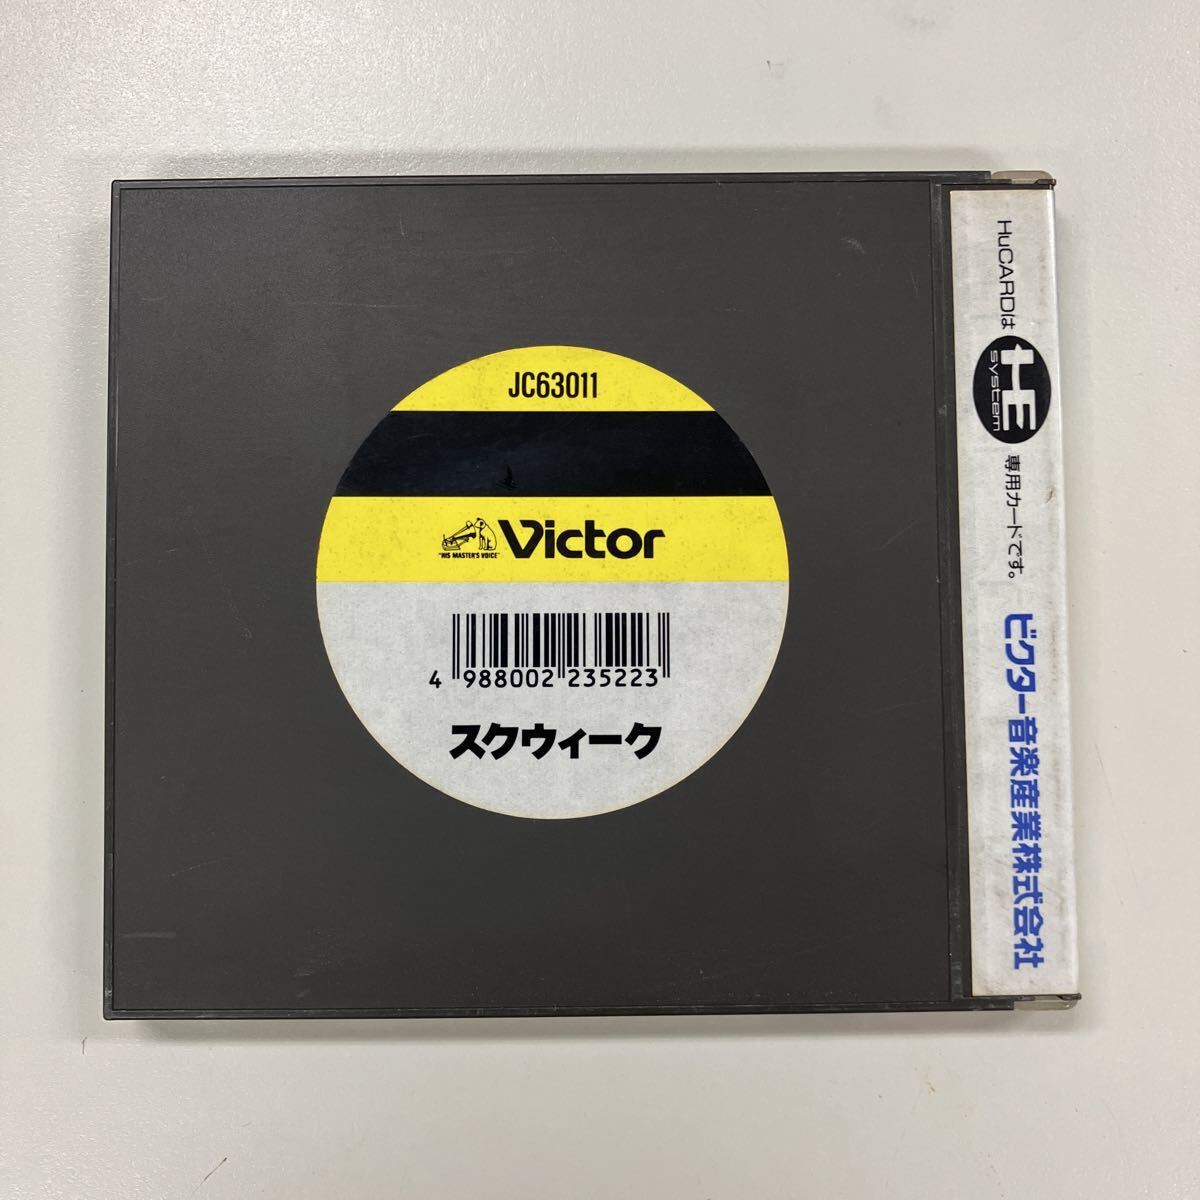 JC63011
"HIS MASTER'S VOICE"
Victor
4 988002 235223
スクウィーク
HuCARDは HE system 専用カードです。 ビクター音楽産業株式会社